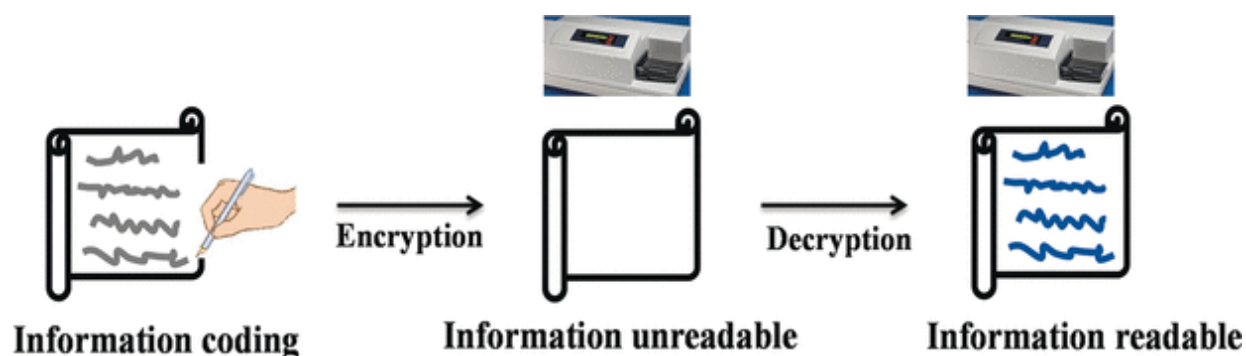 Encryption
Decryption
Information coding
Information unreadable
Information readable